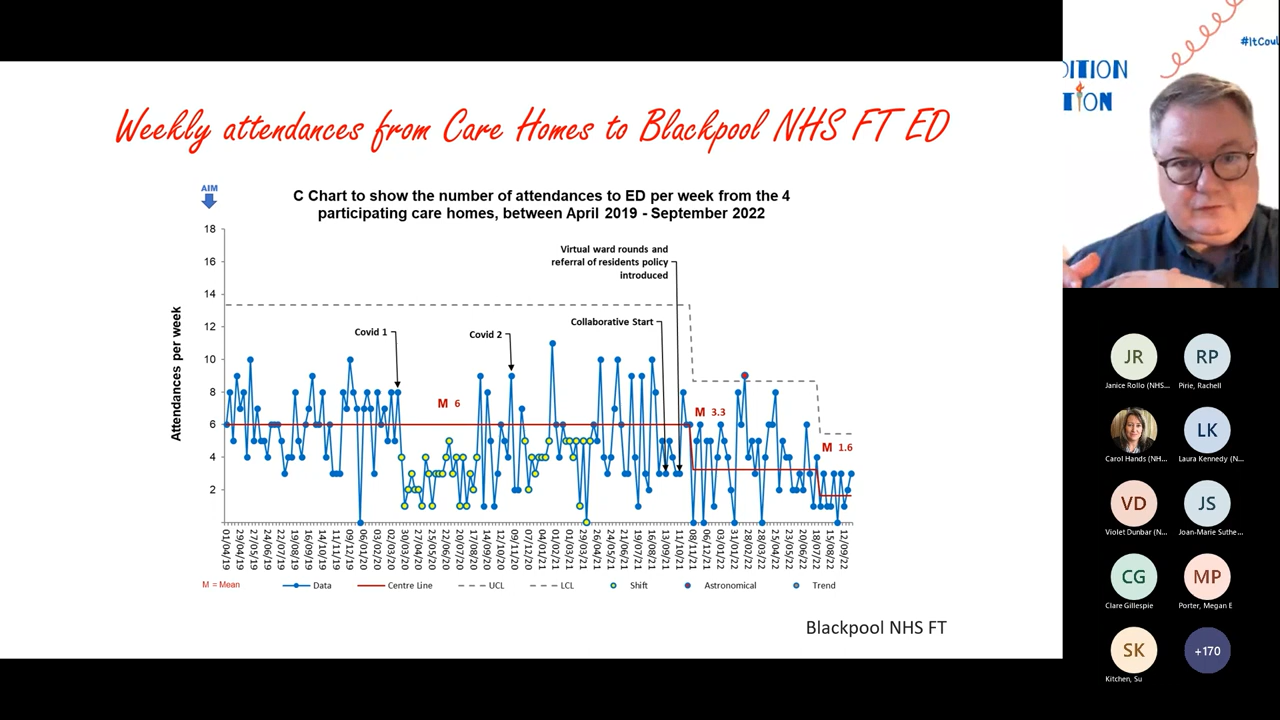 Weekly attendances from Care Homes to Blackpool NHS FT ED
AIM
C Chart to show the number of attendances to ED per week from the 4
participating care homes, between April 2019 - September 2022
Attendances per week
18
16
14
12
10
8
6
4
2
Virtual ward rounds and
referral of residents policy
introduced
Collaborative Start
Covid 1
Covid 2
M 6
M 3.3
M 1.6
01/04/19
29/04/19
27/05/19
24/06/19
22/07/19
19/08/19
16/09/19
14/10/19
11/11/19
09/12/19
06/01/20
03/02/20
02/03/20
30/03/20
27/04/20
25/05/20
22/06/20
20/07/20
17/08/20
14/09/20
12/10/20
09/11/20
07/12/20
04/01/21
01/02/21
01/03/21
29/03/21
26/04/21
24/05/21
21/06/21
19/07/21
16/08/21
13/09/21
11/10/21
08/11/21
06/12/21
03/01/22
31/01/22
28/02/22
28/03/22
25/04/22
23/05/22
20/06/22
18/07/22
15/08/22
12/09/22
M = Mean
Data
Centre Line
UCL
LCL
Shift
Astronomical
Trend
Blackpool NHS FT
#ItCoul
DITION
TION
JR
Janice Rollo (NHS...
RP
Pirie, Rachell
Carol Hands (NH...
LK
Laura Kennedy (N...
VD
Violet Dunbar (N...
JS
Joan-Marie Suthe...
CG
Clare Gillespie
MP
Porter, Megan E
SK
Kitchen, Su
+170